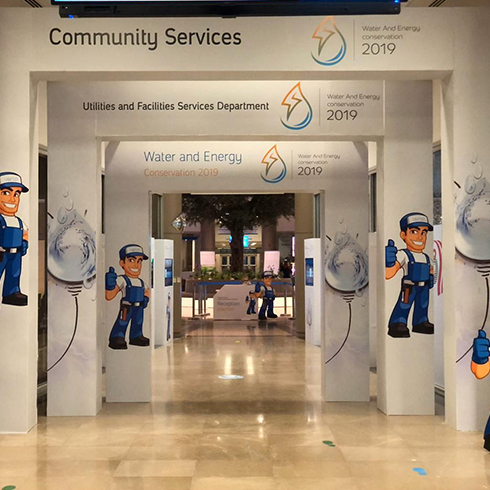 Community Services
Water And Energy
conservation
2019
Utilities and Facilities Services Department
Water And Energy
conservation
2019
Water and Energy
Conservation 2019
Water And Energy
conservation
2019
Reception